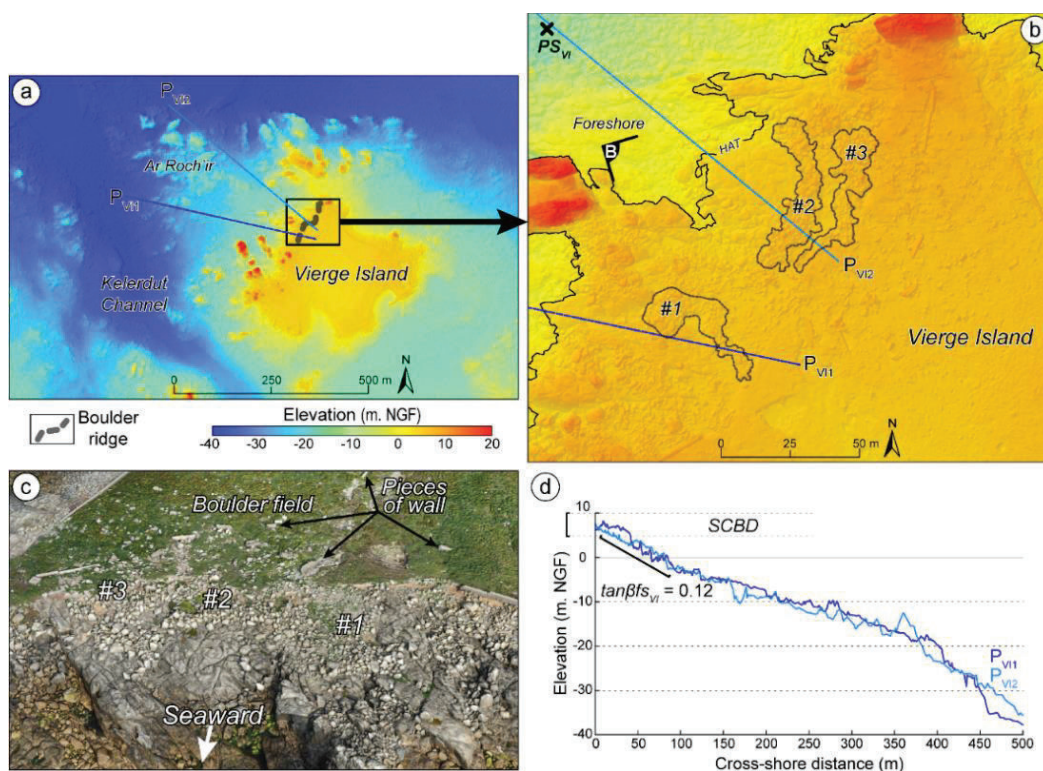 a
P_VI2
Ar Roch'ir
P_VI1
Kelerdut
Channel
Vierge Island
N
0 250 500 m
Boulder
ridge
Elevation (m. NGF)
-40 -30 -20 -10 0 10 20
b
PS_VI
Foreshore
B
HAT
#3
#2
P_VI2
#1
P_VI1
Vierge Island
N
0 25 50 m
c
Pieces
of wall
Boulder field
#3
#2
#1
Seaward
d
10
0
-10
-20
-30
-40
Elevation (m. NGF)
SCBD
tanβfs_VI = 0.12
P_VI1
P_VI2
0 50 100 150 200 250 300 350 400 450 500
Cross-shore distance (m)